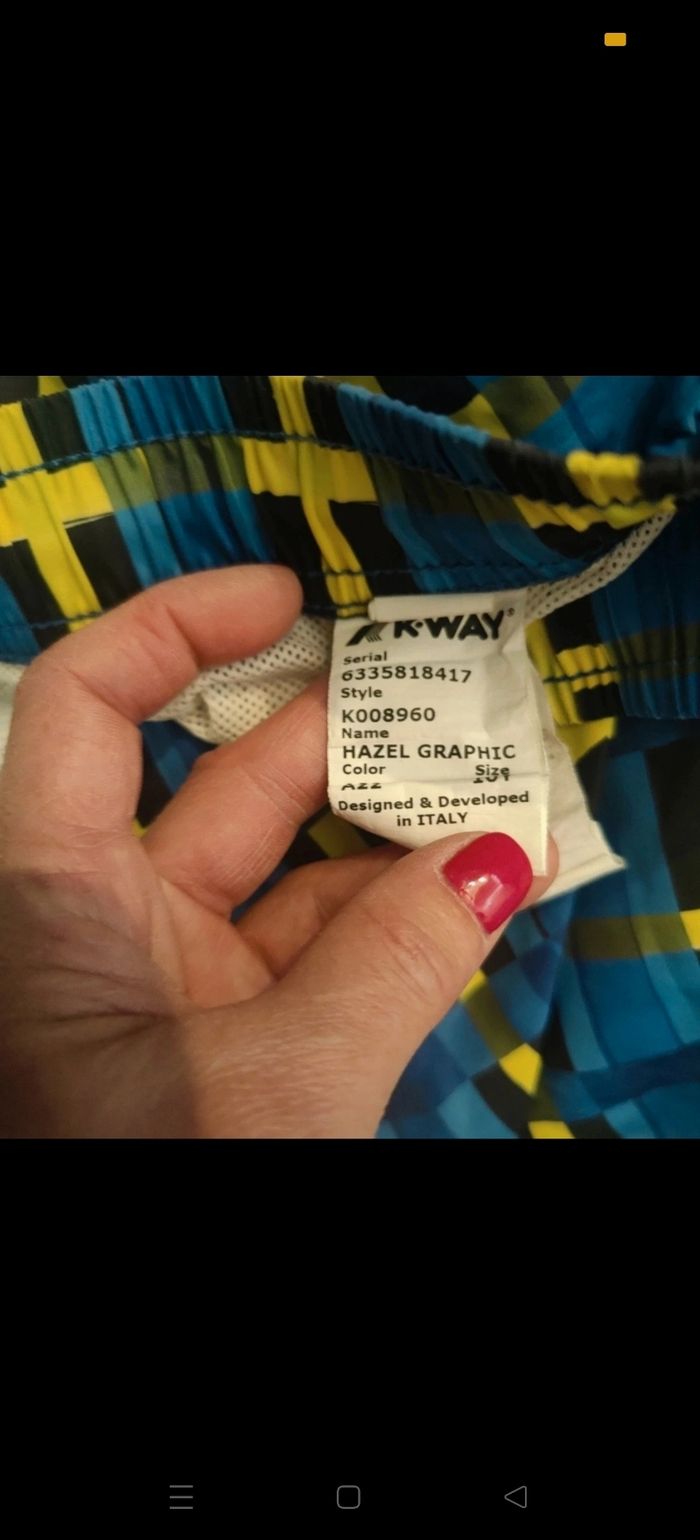 K·WAY®
Serial
6335818417
Style
K008960
Name
HAZEL GRAPHIC
Color Size
Designed & Developed
in ITALY